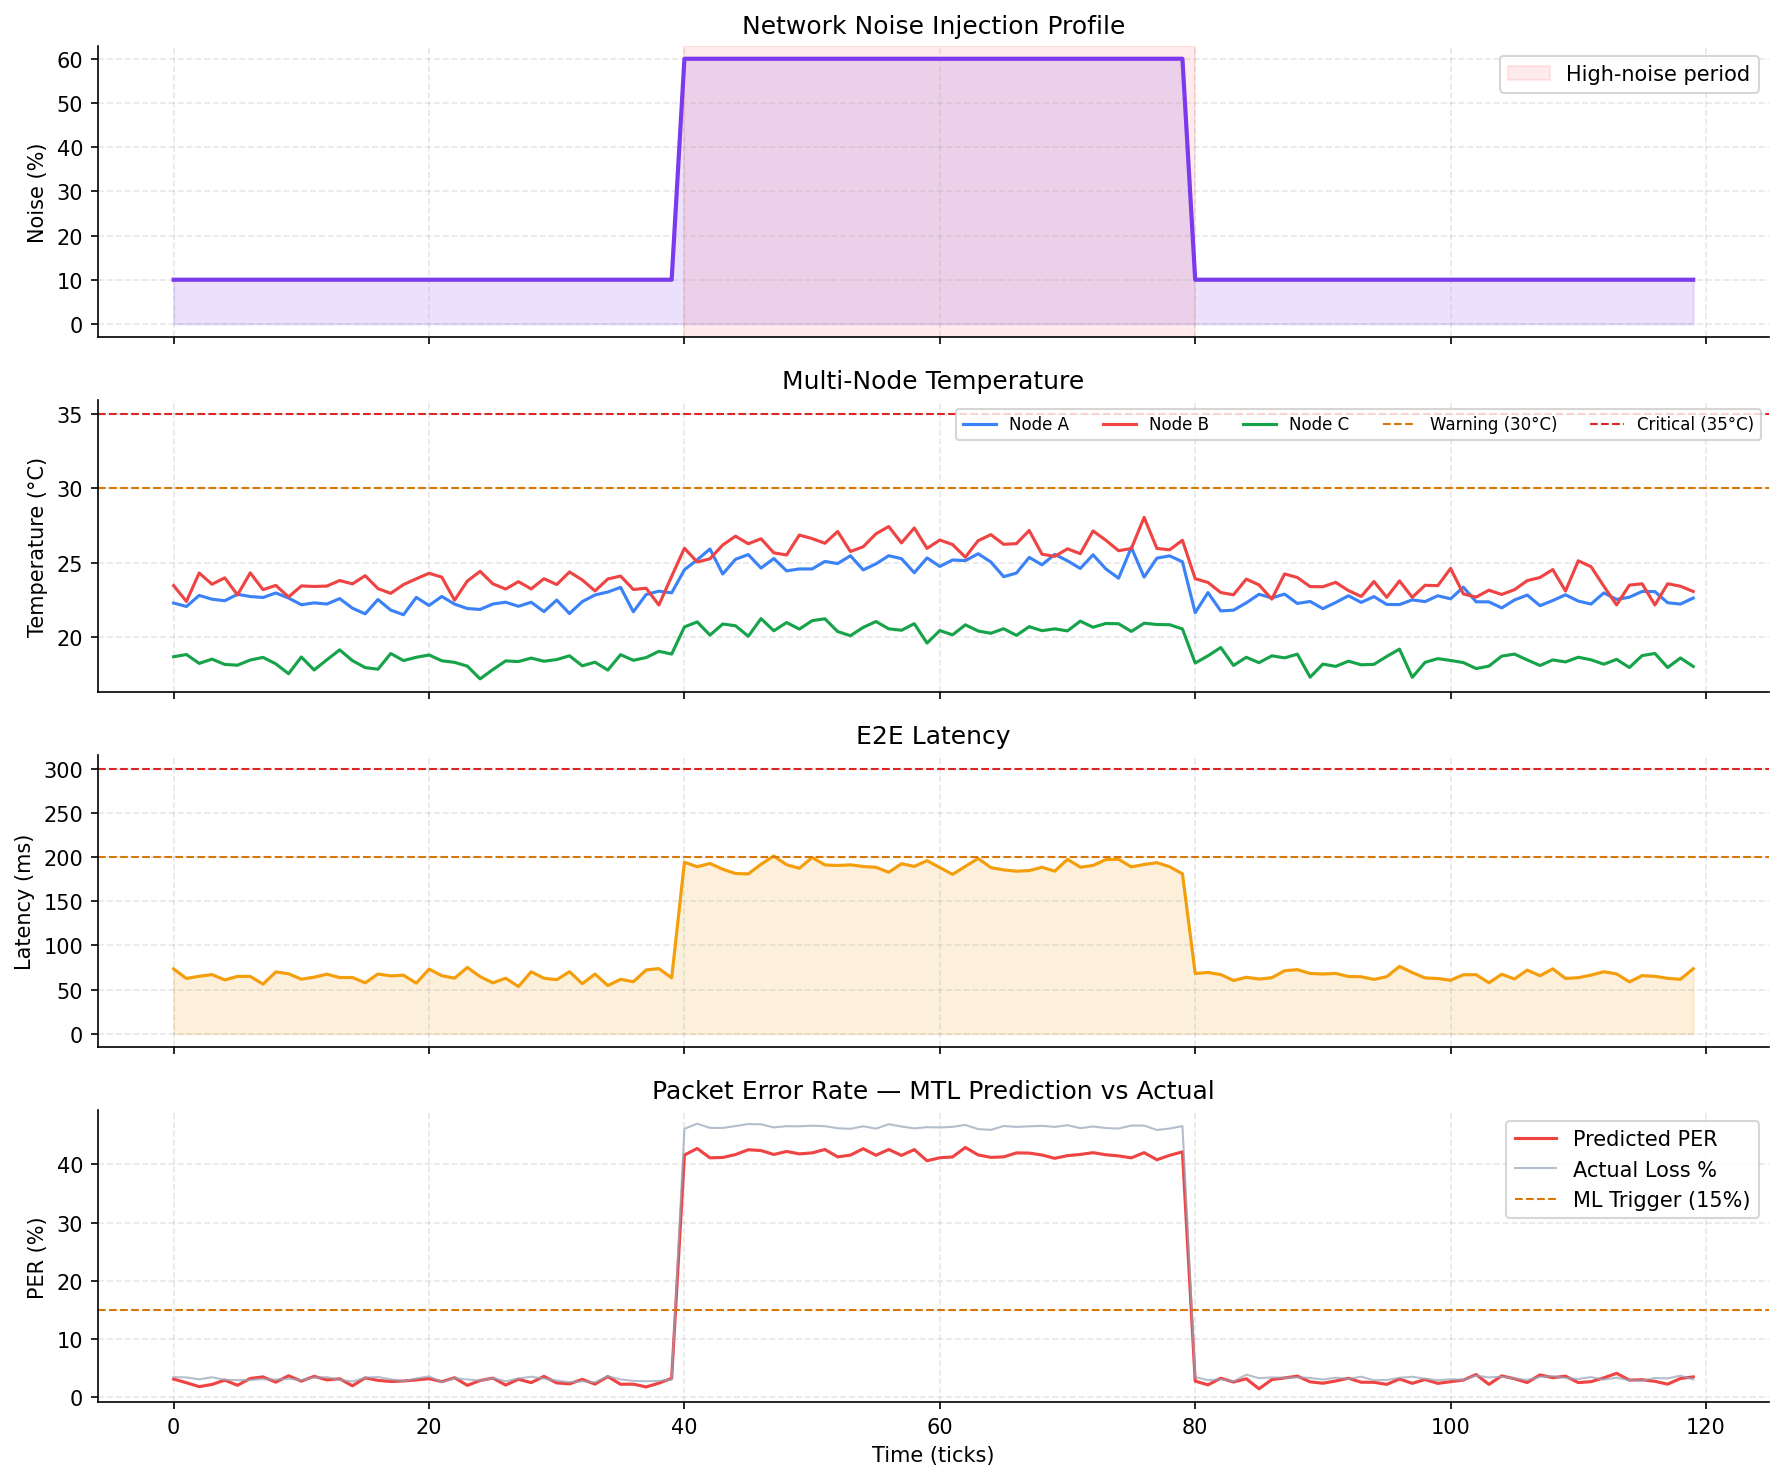 Network Noise Injection Profile
Noise (%)
60
50
40
30
20
10
0
High-noise period
Multi-Node Temperature
Temperature (°C)
35
30
25
20
Node A
Node B
Node C
Warning (30°C)
Critical (35°C)
E2E Latency
Latency (ms)
300
250
200
150
100
50
0
Packet Error Rate — MTL Prediction vs Actual
PER (%)
40
30
20
10
0
Predicted PER
Actual Loss %
ML Trigger (15%)
0
20
40
60
80
100
120
Time (ticks)